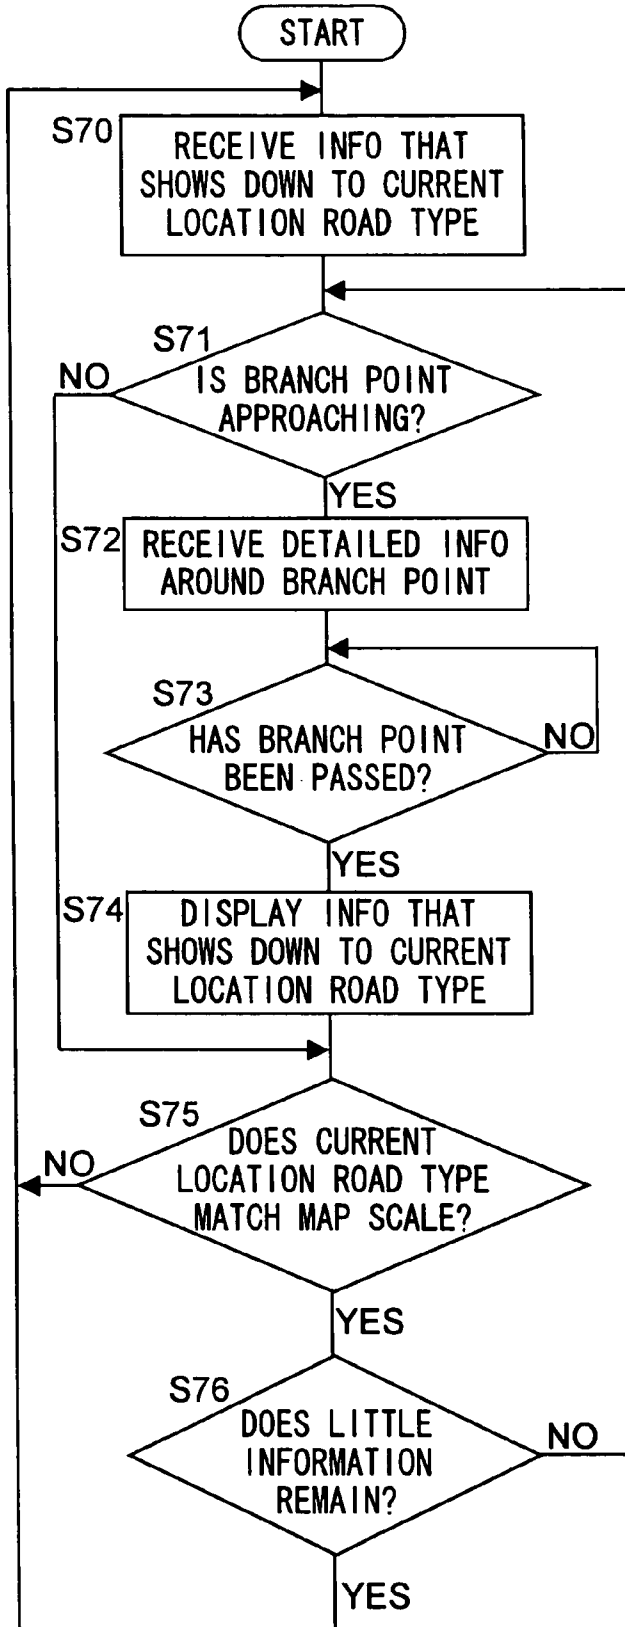 START
S70
RECEIVE INFO THAT
SHOWS DOWN TO CURRENT
LOCATION ROAD TYPE
S71
NO
IS BRANCH POINT
APPROACHING?
YES
S72
RECEIVE DETAILED INFO
AROUND BRANCH POINT
S73
HAS BRANCH POINT
BEEN PASSED?
NO
YES
S74
DISPLAY INFO THAT
SHOWS DOWN TO CURRENT
LOCATION ROAD TYPE
S75
NO
DOES CURRENT
LOCATION ROAD TYPE
MATCH MAP SCALE?
YES
S76
DOES LITTLE
INFORMATION
REMAIN?
NO
YES